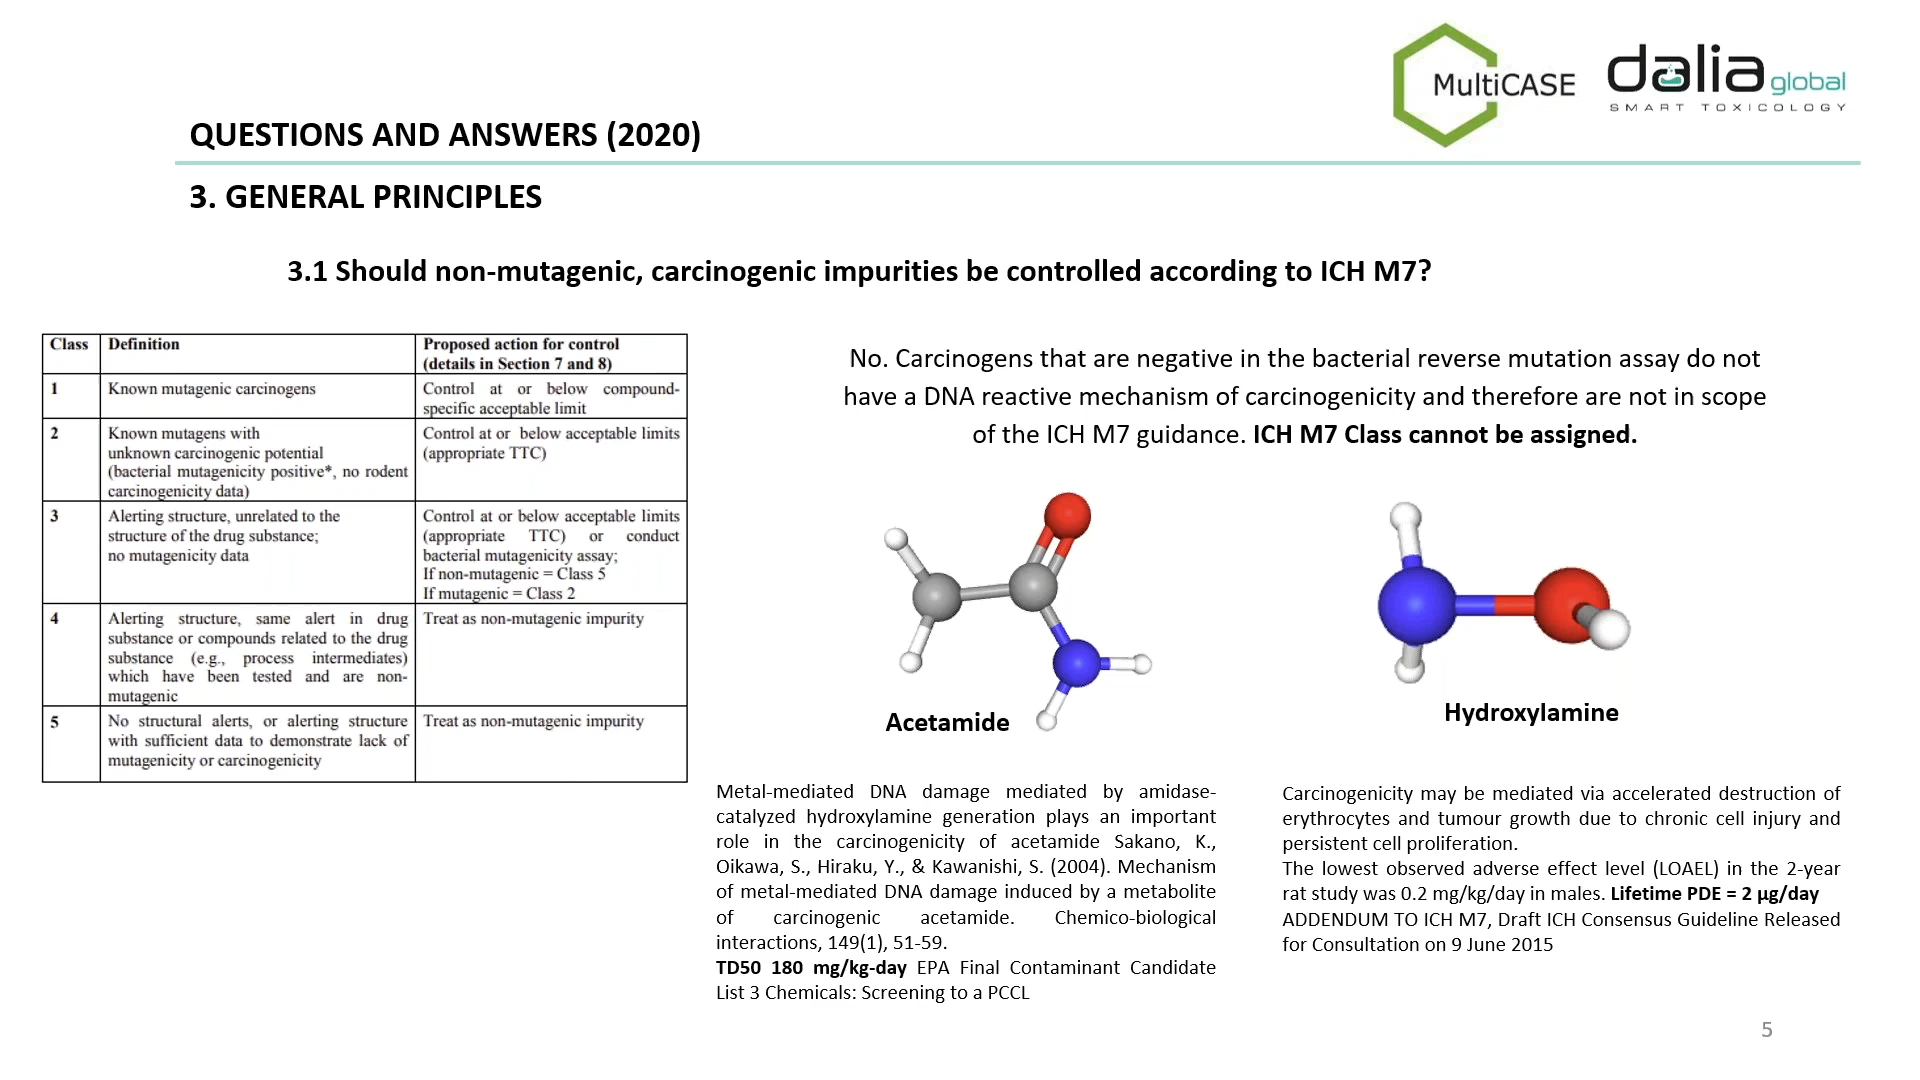 MultiCASE
dalia global
SMART TOXICOLOGY
QUESTIONS AND ANSWERS (2020)
3. GENERAL PRINCIPLES
3.1 Should non-mutagenic, carcinogenic impurities be controlled according to ICH M7?
Class Definition Proposed action for control
(details in Section 7 and 8)
1 Known mutagenic carcinogens Control at or below compound-
specific acceptable limit
2 Known mutagens with Control at or below acceptable limits
unknown carcinogenic potential (appropriate TTC)
(bacterial mutagenicity positive*, no rodent
carcinogenicity data)
3 Alerting structure, unrelated to the Control at or below acceptable limits
structure of the drug substance; (appropriate TTC) or conduct
no mutagenicity data bacterial mutagenicity assay;
If non-mutagenic = Class 5
If mutagenic = Class 2
4 Alerting structure, same alert in drug Treat as non-mutagenic impurity
substance or compounds related to the drug
substance (e.g., process intermediates)
which have been tested and are non-
mutagenic
5 No structural alerts, or alerting structure Treat as non-mutagenic impurity
with sufficient data to demonstrate lack of
mutagenicity or carcinogenicity
No. Carcinogens that are negative in the bacterial reverse mutation assay do not
have a DNA reactive mechanism of carcinogenicity and therefore are not in scope
of the ICH M7 guidance. ICH M7 Class cannot be assigned.
Acetamide
Hydroxylamine
Metal-mediated DNA damage mediated by amidase-
catalyzed hydroxylamine generation plays an important
role in the carcinogenicity of acetamide Sakano, K.,
Oikawa, S., Hiraku, Y., & Kawanishi, S. (2004). Mechanism
of metal-mediated DNA damage induced by a metabolite
of carcinogenic acetamide. Chemico-biological
interactions, 149(1), 51-59.
TD50 180 mg/kg-day EPA Final Contaminant Candidate
List 3 Chemicals: Screening to a PCCL
Carcinogenicity may be mediated via accelerated destruction of
erythrocytes and tumour growth due to chronic cell injury and
persistent cell proliferation.
The lowest observed adverse effect level (LOAEL) in the 2-year
rat study was 0.2 mg/kg/day in males. Lifetime PDE = 2 µg/day
ADDENDUM TO ICH M7, Draft ICH Consensus Guideline Released
for Consultation on 9 June 2015
5